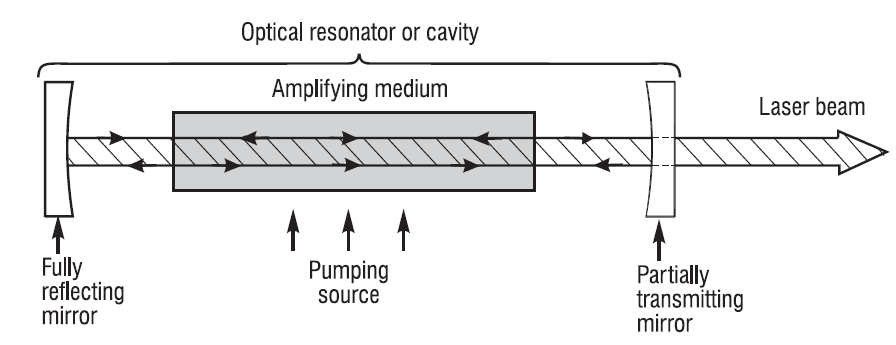 Optical resonator or cavity
Amplifying medium
Laser beam
Fully
reflecting
mirror
Pumping
source
Partially
transmitting
mirror